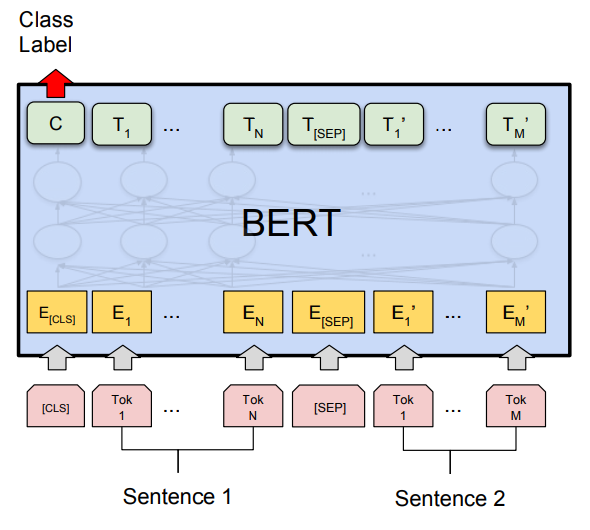 Class
Label
C T1 ... TN T[SEP] T1’ ... TM’
...
BERT
...
E[CLS] E1 ... EN E[SEP] E1’ ... EM’
[CLS] Tok 1 ... Tok N [SEP] Tok 1 ... Tok M
Sentence 1 Sentence 2